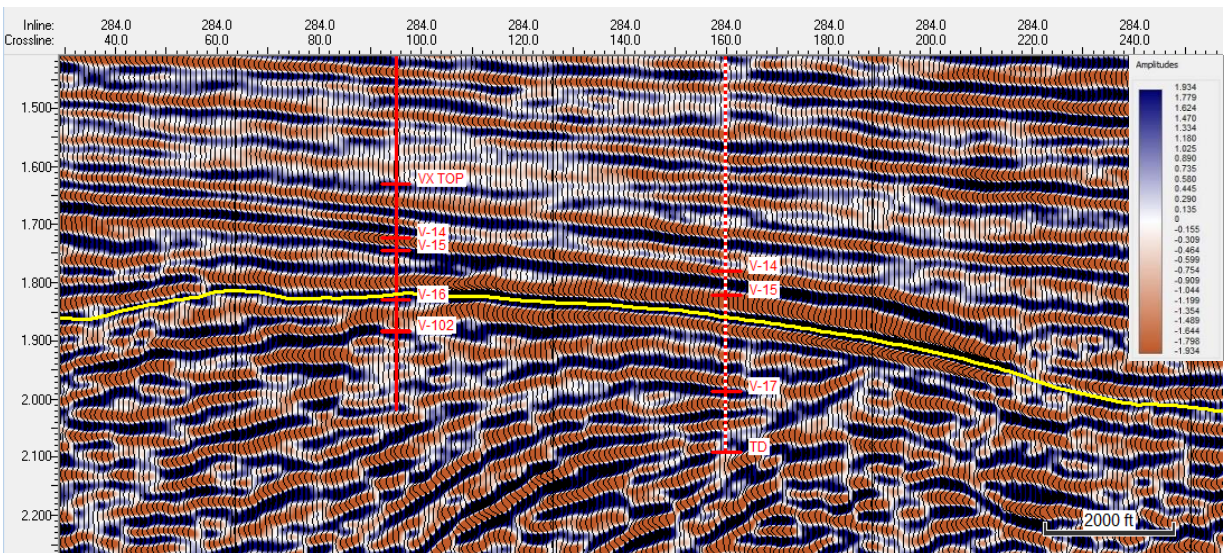 Inline: 284.0 284.0 284.0 284.0 284.0 284.0 284.0 284.0 284.0 284.0 284.0
Crossline: 40.0 60.0 80.0 100.0 120.0 140.0 160.0 180.0 200.0 220.0 240.0
Amplitudes
1.934
1.779
1.624
1.470
1.334
1.180
1.025
0.890
0.735
0.580
0.445
0.290
0.135
0
-0.155
-0.309
-0.464
-0.599
-0.754
-0.909
-1.044
-1.199
-1.354
-1.489
-1.644
-1.798
-1.934
1.500
1.600
1.700
1.800
1.900
2.000
2.100
2.200
VX TOP
V-14
V-15
V-16
V-102
V-14
V-15
V-17
TD
2000 ft